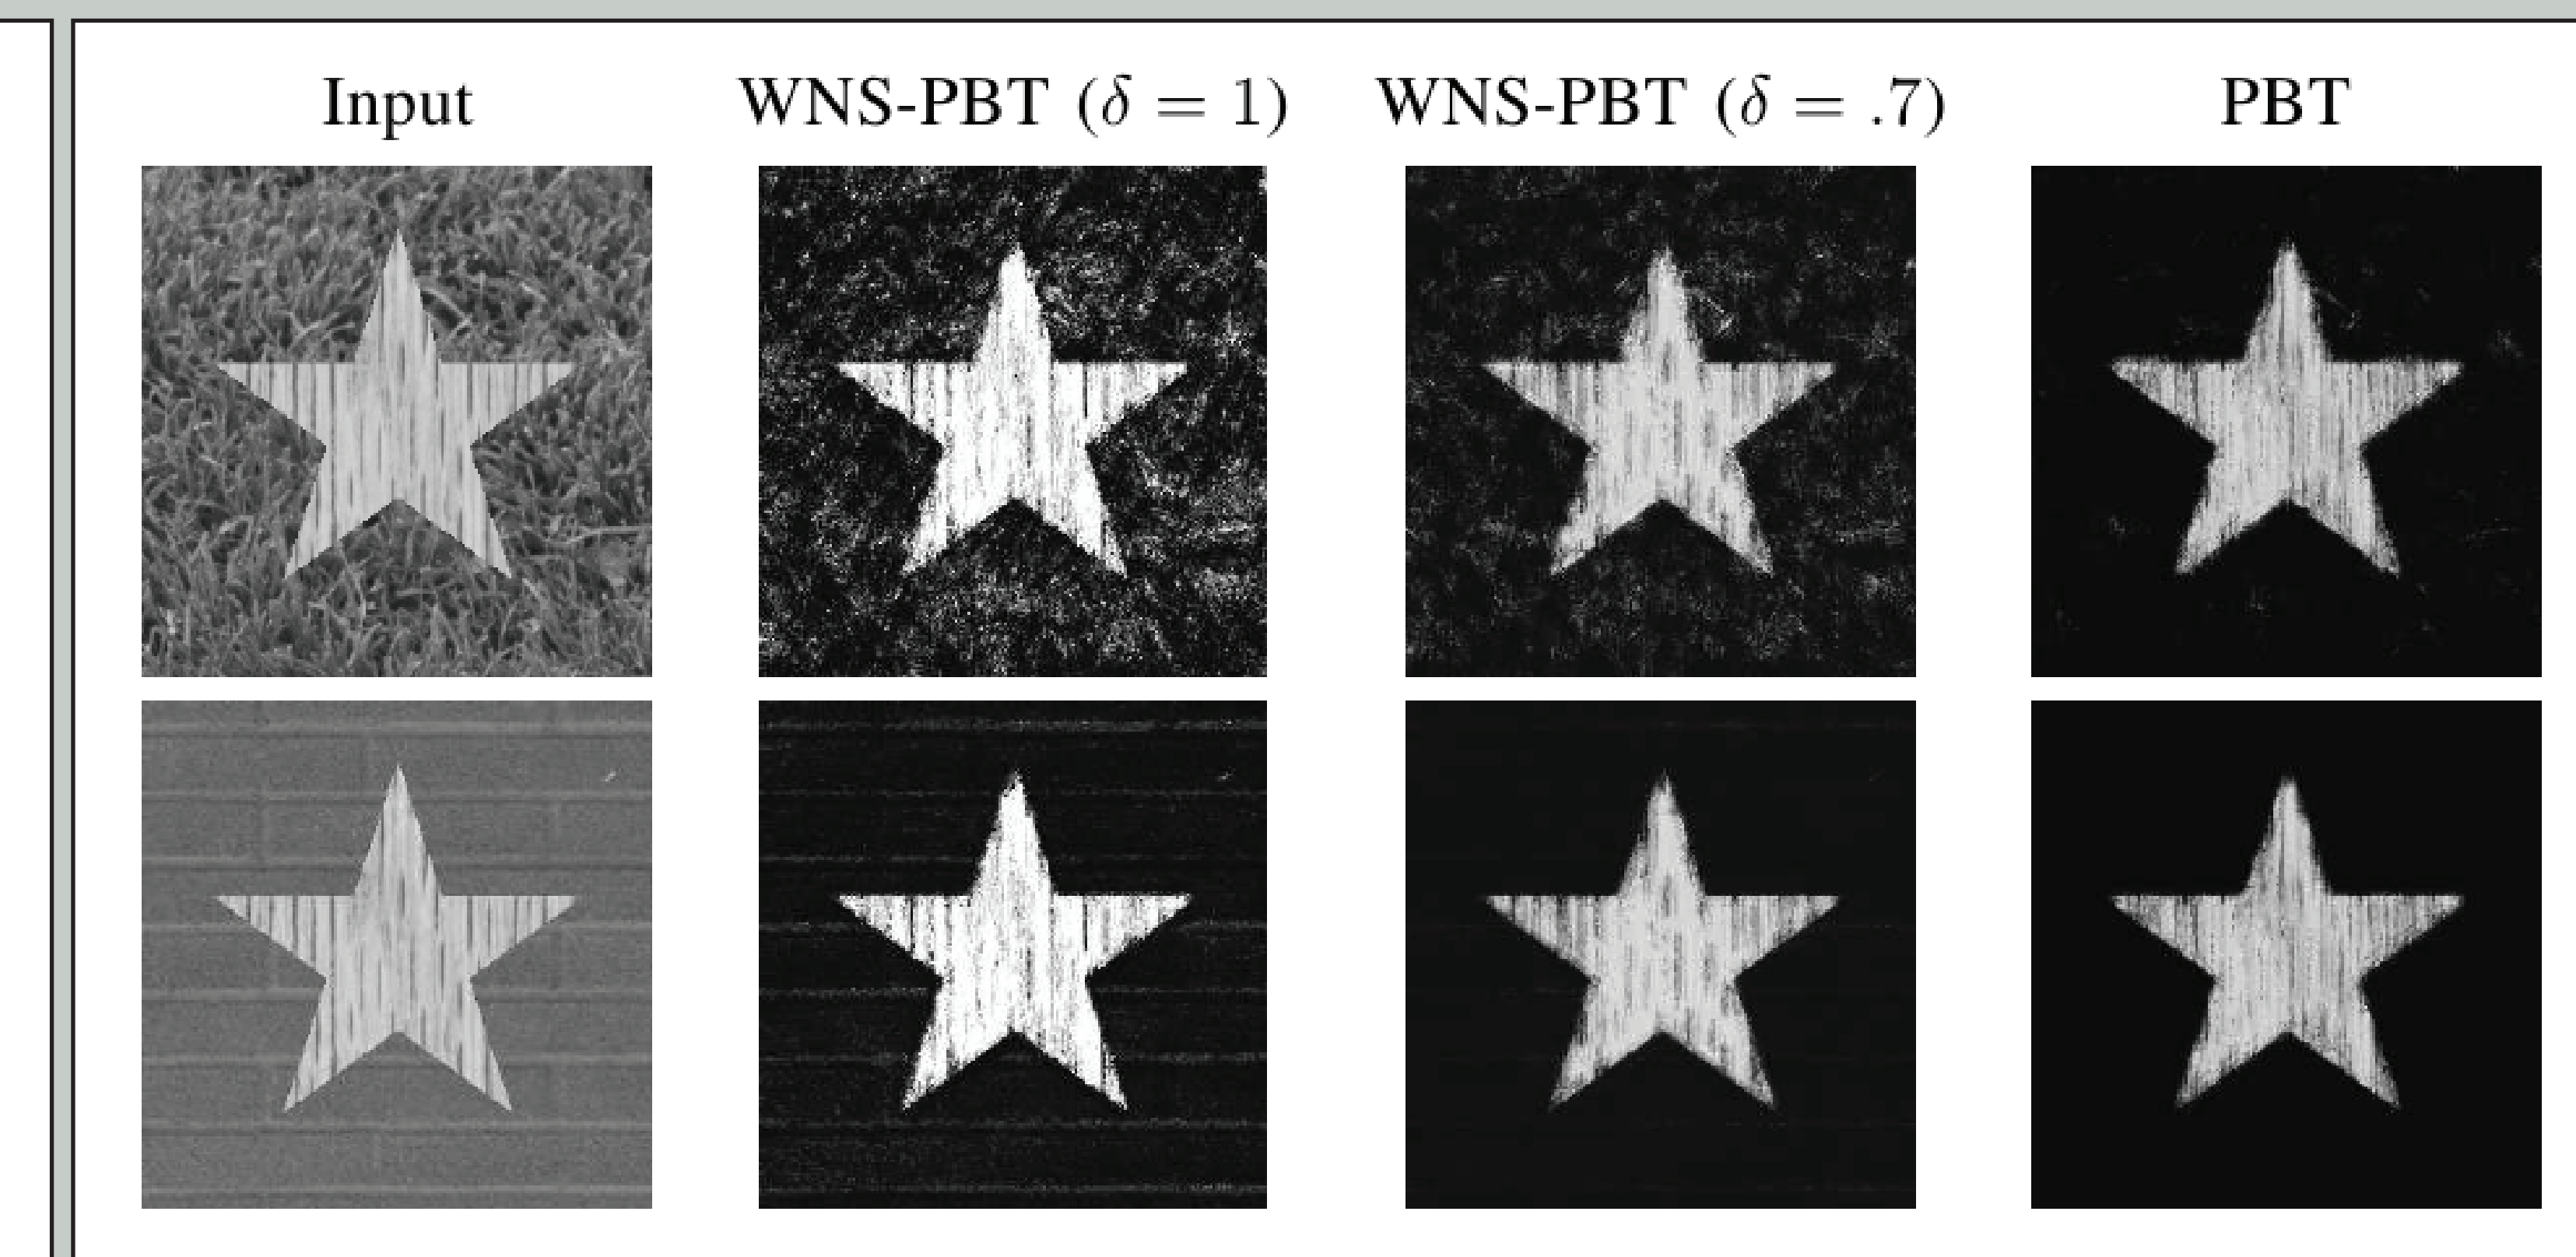 Input WNS-PBT (δ = 1) WNS-PBT (δ = .7) PBT